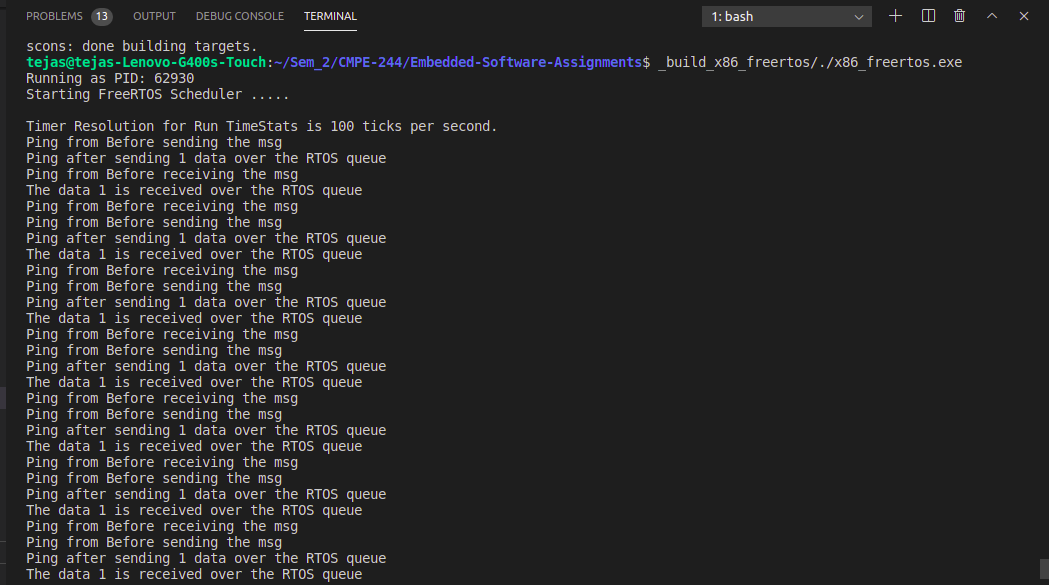 PROBLEMS 13 OUTPUT DEBUG CONSOLE TERMINAL 1: bash
scons: done building targets.
tejas@tejas-Lenovo-G400s-Touch:~/Sem_2/CMPE-244/Embedded-Software-Assignments$ _build_x86_freertos/./x86_freertos.exe
Running as PID: 62930
Starting FreeRTOS Scheduler .....
Timer Resolution for Run TimeStats is 100 ticks per second.
Ping from Before sending the msg
Ping after sending 1 data over the RTOS queue
Ping from Before receiving the msg
The data 1 is received over the RTOS queue
Ping from Before receiving the msg
Ping from Before sending the msg
Ping after sending 1 data over the RTOS queue
The data 1 is received over the RTOS queue
Ping from Before receiving the msg
Ping from Before sending the msg
Ping after sending 1 data over the RTOS queue
The data 1 is received over the RTOS queue
Ping from Before receiving the msg
Ping from Before sending the msg
Ping after sending 1 data over the RTOS queue
The data 1 is received over the RTOS queue
Ping from Before receiving the msg
Ping from Before sending the msg
Ping after sending 1 data over the RTOS queue
The data 1 is received over the RTOS queue
Ping from Before receiving the msg
Ping from Before sending the msg
Ping after sending 1 data over the RTOS queue
The data 1 is received over the RTOS queue
Ping from Before receiving the msg
Ping from Before sending the msg
Ping after sending 1 data over the RTOS queue
The data 1 is received over the RTOS queue